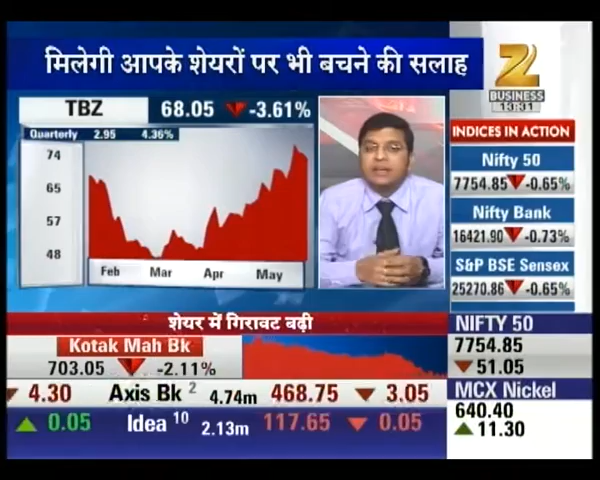 मिलेगी आपके शेयरों पर भी बचने की सलाह
Z
BUSINESS
13:31
TBZ 68.05 -3.61%
Quarterly 2.95 4.36%
74
65
57
48
Feb Mar Apr May
INDICES IN ACTION
Nifty 50
7754.85 -0.65%
Nifty Bank
16421.90 -0.73%
S&P BSE Sensex
25270.86 -0.65%
शेयर में गिरावट बढ़ी
Kotak Mah Bk
703.05 -2.11%
NIFTY 50
7754.85
51.05
4.30 Axis Bk 2 4.74m 468.75 3.05
0.05 Idea 10 2.13m 117.65 0.05
MCX Nickel
640.40
11.30